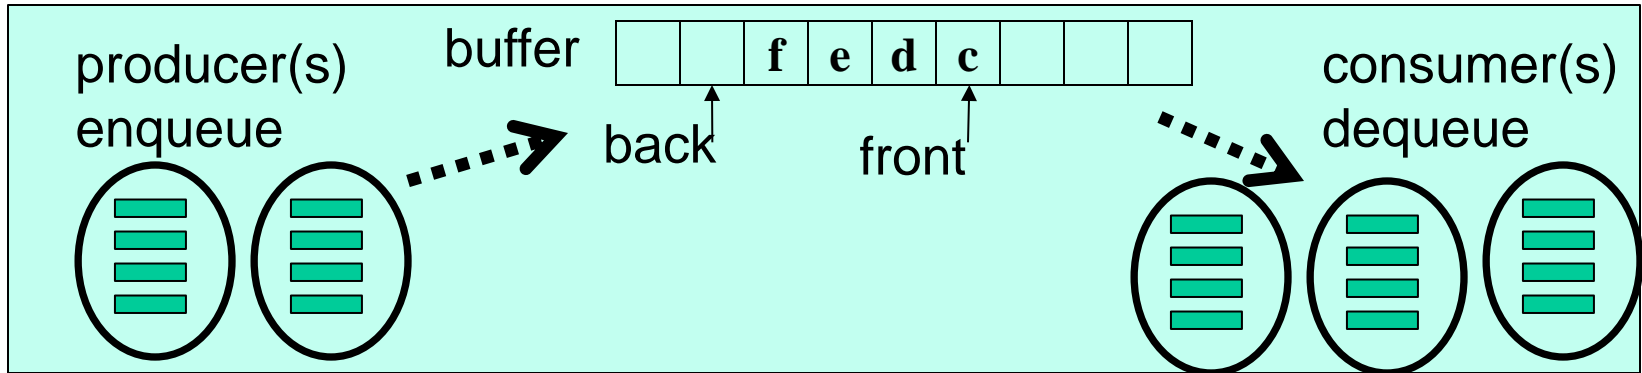 producer(s)
enqueue
buffer
f e d c
back
front
consumer(s)
dequeue